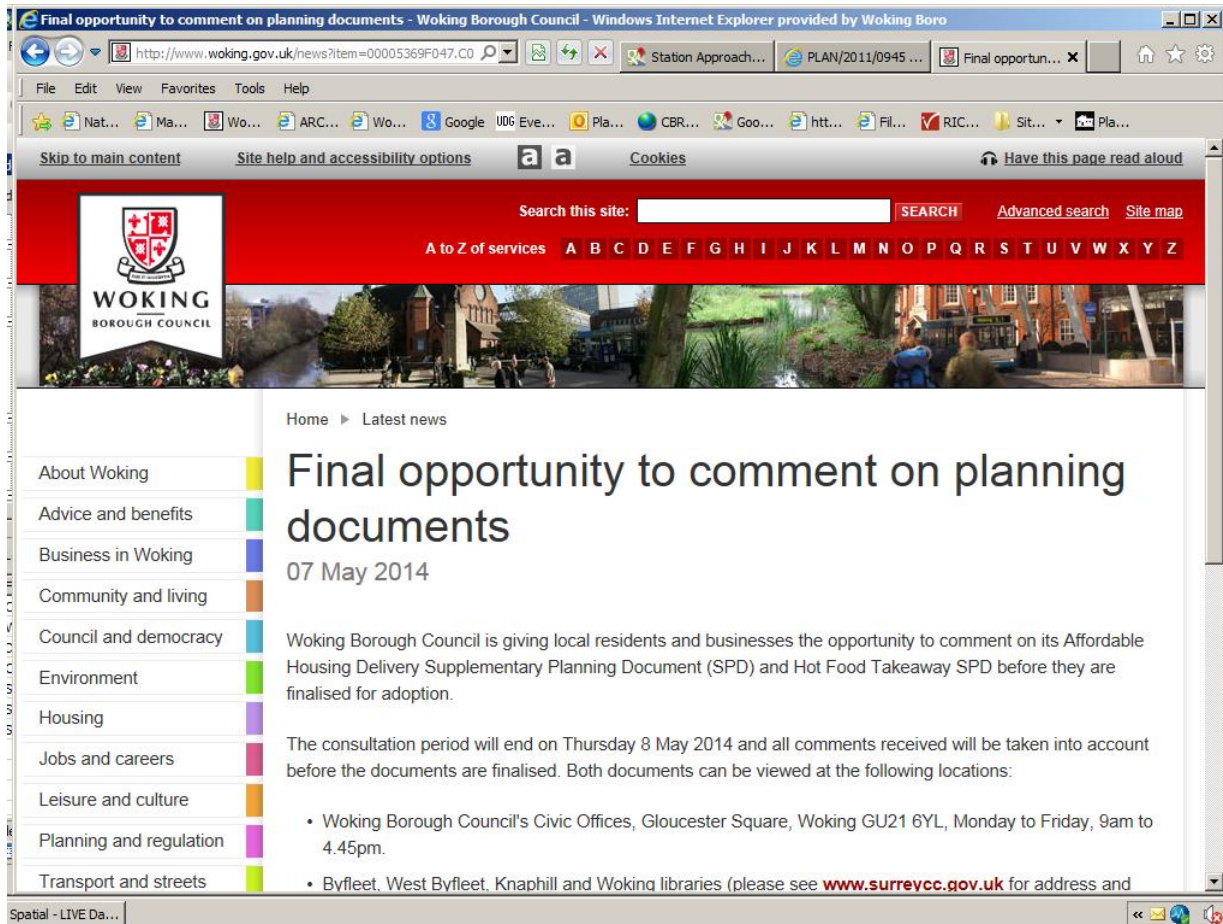 Final opportunity to comment on planning documents - Woking Borough Council - Windows Internet Explorer provided by Woking Boro
http://www.woking.gov.uk/news?item=00005369F047.C0
Station Approach...
PLAN/2011/0945 ...
Final opportun...
File Edit View Favorites Tools Help
Nat... Ma... Wo... ARC... Wo... Google UDG Eve... Pla... CBR... Goo... htt... Fil... RIC... Sit... Pla...
Skip to main content Site help and accessibility options a a Cookies Have this page read aloud
Search this site: SEARCH Advanced search Site map
A to Z of services A B C D E F G H I J K L M N O P Q R S T U V W X Y Z
WOKING
BOROUGH COUNCIL
Home Latest news
About Woking
Advice and benefits
Business in Woking
Community and living
Council and democracy
Environment
Housing
Jobs and careers
Leisure and culture
Planning and regulation
Transport and streets
Final opportunity to comment on planning
documents
07 May 2014
Woking Borough Council is giving local residents and businesses the opportunity to comment on its Affordable
Housing Delivery Supplementary Planning Document (SPD) and Hot Food Takeaway SPD before they are
finalised for adoption.
The consultation period will end on Thursday 8 May 2014 and all comments received will be taken into account
before the documents are finalised. Both documents can be viewed at the following locations:
• Woking Borough Council's Civic Offices, Gloucester Square, Woking GU21 6YL, Monday to Friday, 9am to
4.45pm.
• Byfleet, West Byfleet, Knaphill and Woking libraries (please see www.surreycc.gov.uk for address and
Spatial - LIVE Da...